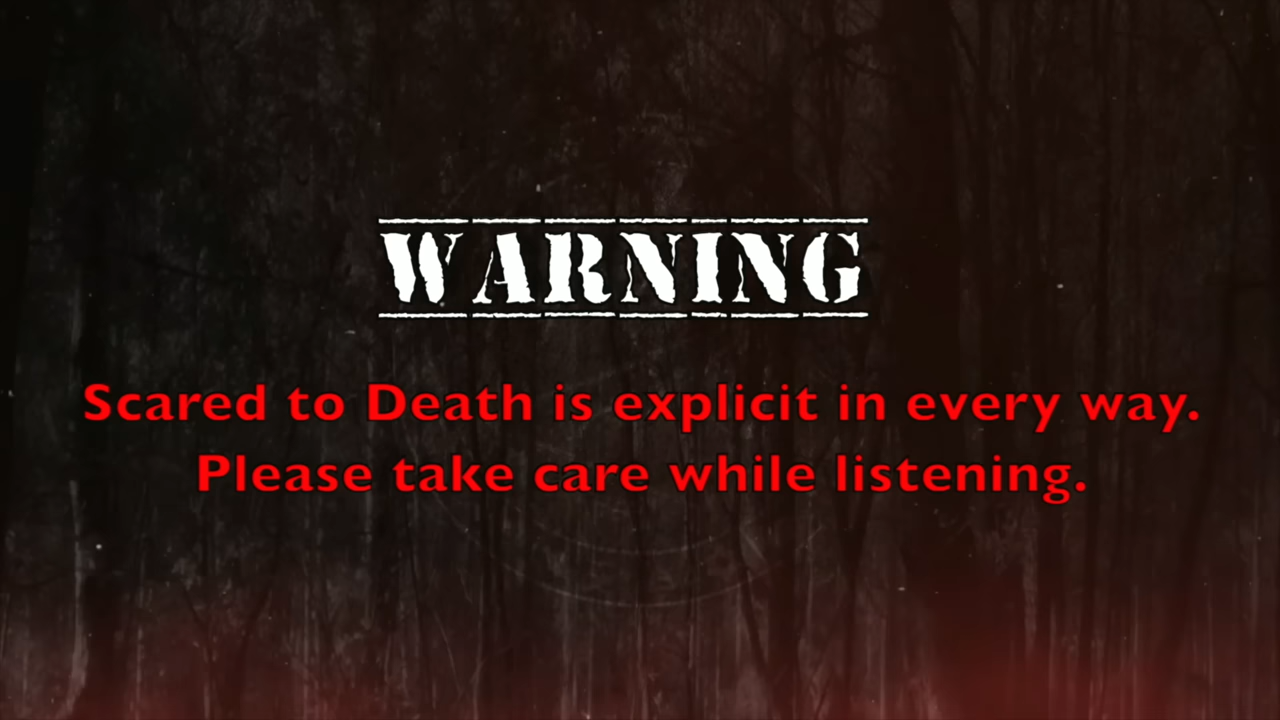 WARNING
Scared to Death is explicit in every way.
Please take care while listening.